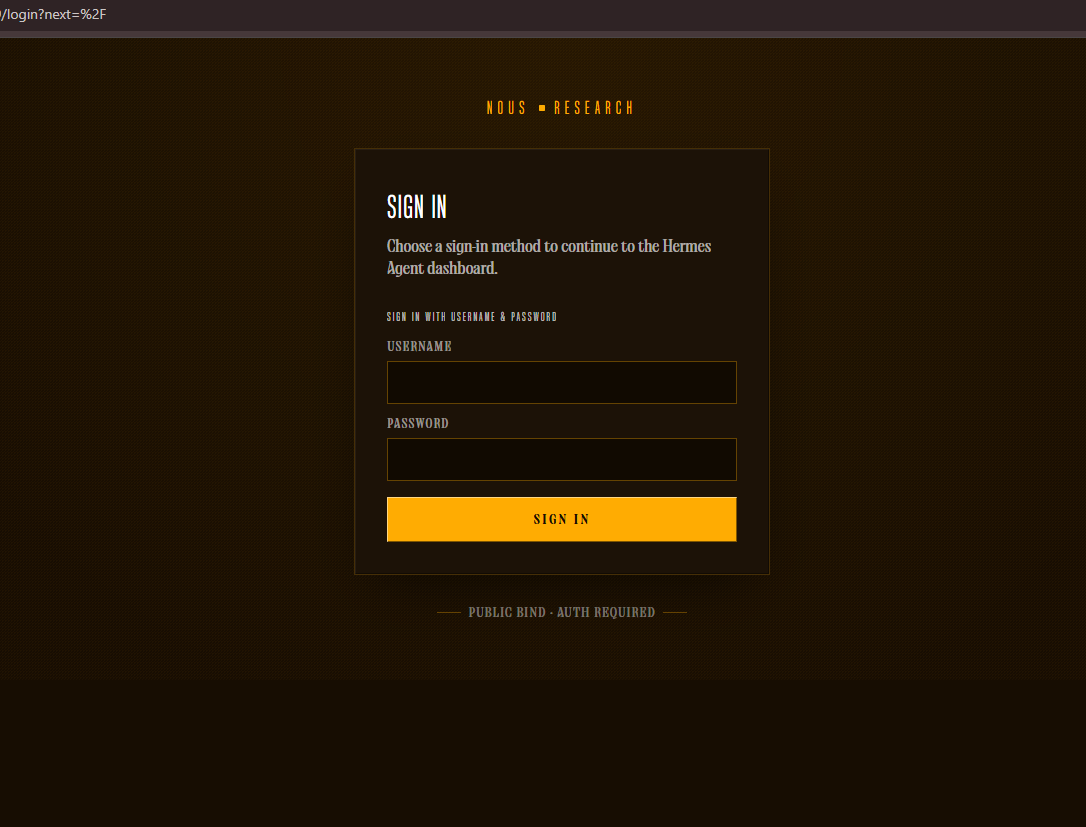 /login?next=%2F
NOUS RESEARCH
SIGN IN
Choose a sign-in method to continue to the Hermes
Agent dashboard.
SIGN IN WITH USERNAME & PASSWORD
USERNAME
PASSWORD
SIGN IN
PUBLIC BIND · AUTH REQUIRED